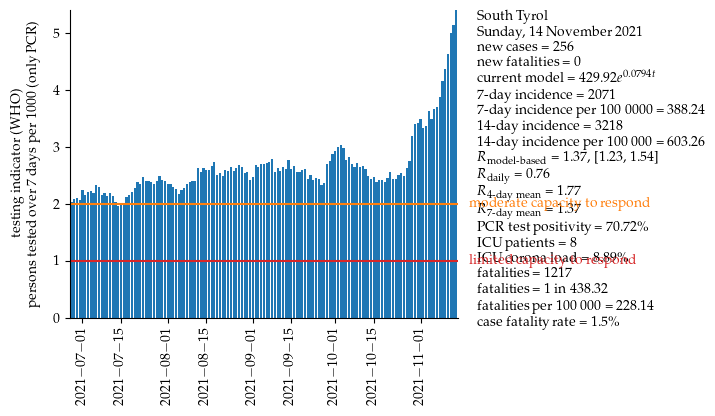 testing indicator (WHO)
persons tested over 7 days per 1000 (only PCR)
5
4
3
2
1
0
2021−07−01
2021−07−15
2021−08−01
2021−08−15
2021−09−01
2021−09−15
2021−10−01
2021−10−15
2021−11−01
South Tyrol
Sunday, 14 November 2021
new cases = 256
new fatalities = 0
current model = 429.92e^0.0794t
7-day incidence = 2071
7-day incidence per 100 0000 = 388.24
14-day incidence = 3218
14-day incidence per 100 000 = 603.26
R_model-based = 1.37, [1.23, 1.54]
R_daily = 0.76
R_4-day mean = 1.77
moderate capacity to respond
R_7-day mean = 1.37
PCR test positivity = 70.72%
ICU patients = 8
ICU corona load = 8.89%
limited capacity to respond
fatalities = 1217
fatalities = 1 in 438.32
fatalities per 100 000 = 228.14
case fatality rate = 1.5%